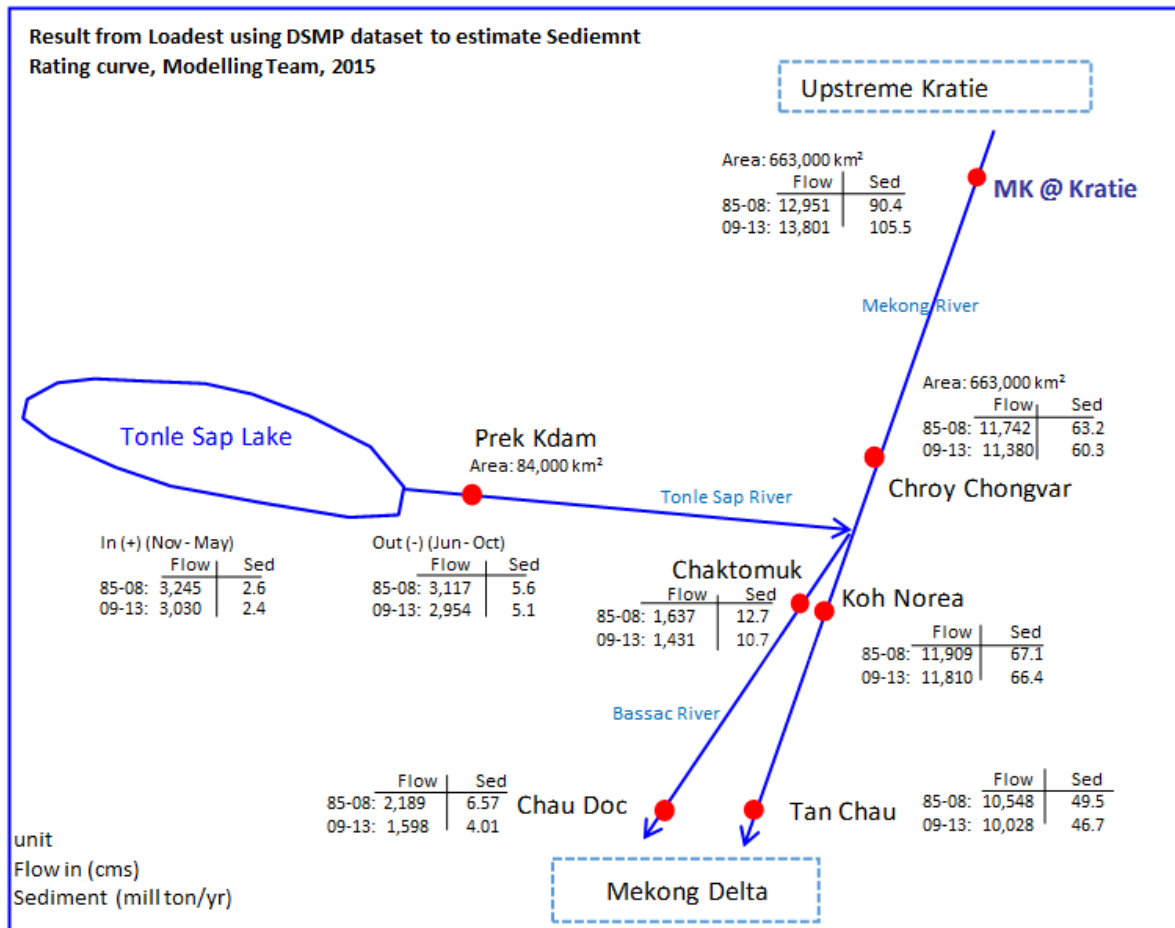 Result from Loadest using DSMP dataset to estimate Sediemnt
Rating curve, Modelling Team, 2015
Upstreme Kratie
Area: 663,000 km²
Flow Sed
85-08: 12,951 90.4
09-13: 13,801 105.5
MK @ Kratie
Mekong River
Area: 663,000 km²
Flow Sed
85-08: 11,742 63.2
09-13: 11,380 60.3
Chroy Chongvar
Tonle Sap Lake
Prek Kdam
Area: 84,000 km²
Tonle Sap River
In (+) (Nov - May)
Flow Sed
85-08: 3,245 2.6
09-13: 3,030 2.4
Out (-) (Jun - Oct)
Flow Sed
85-08: 3,117 5.6
09-13: 2,954 5.1
Chaktomuk
Flow Sed
85-08: 1,637 12.7
09-13: 1,431 10.7
Koh Norea
Flow Sed
85-08: 11,909 67.1
09-13: 11,810 66.4
Bassac River
Flow Sed
85-08: 2,189 6.57
09-13: 1,598 4.01
Chau Doc
Tan Chau
Flow Sed
85-08: 10,548 49.5
09-13: 10,028 46.7
unit
Flow in (cms)
Sediment (mill ton/yr)
Mekong Delta